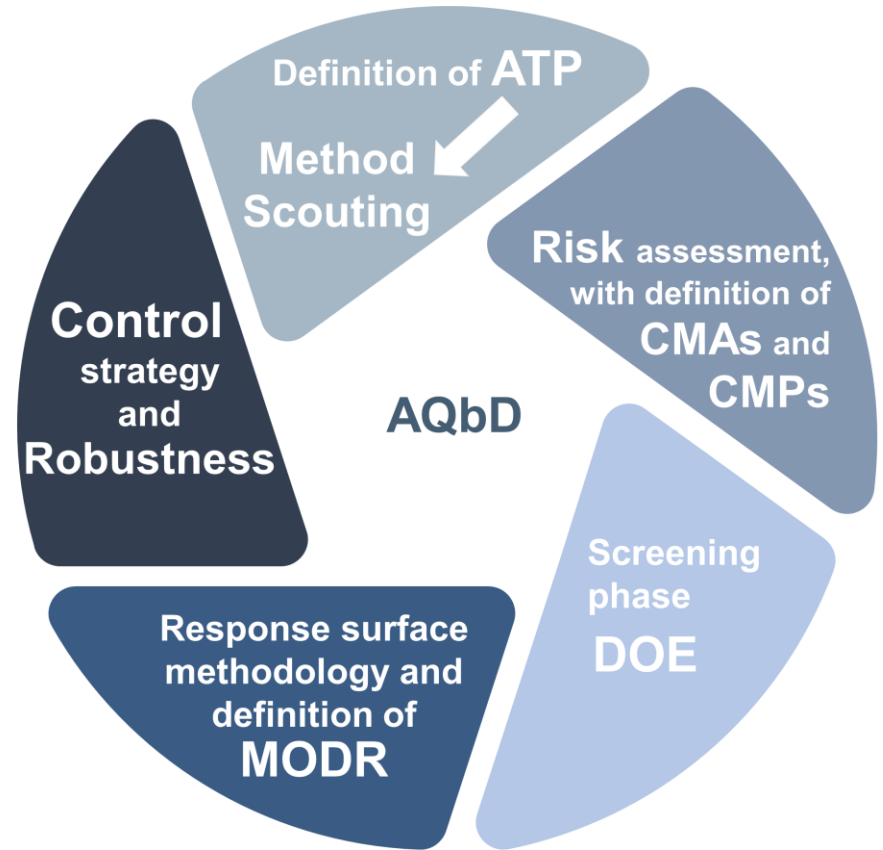 Definition of ATP
Method
Scouting
Risk assessment,
with definition of
CMAs and
CMPs
Screening
phase
DOE
Response surface
methodology and
definition of
MODR
Control
strategy
and
Robustness
AQbD